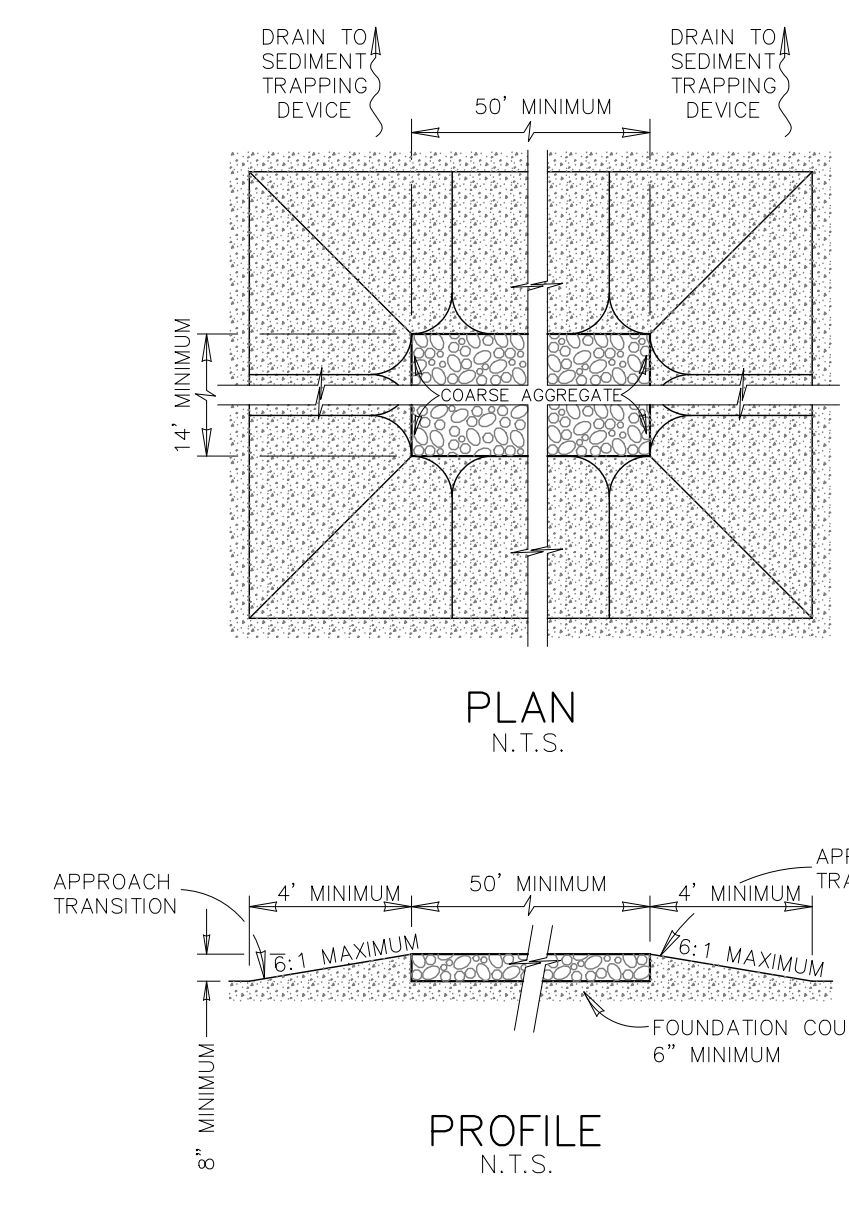 DRAIN TO
SEDIMENT
TRAPPING
DEVICE
DRAIN TO
SEDIMENT
TRAPPING
DEVICE
50' MINIMUM
14' MINIMUM
COARSE AGGREGATE
PLAN
N.T.S.
APPROACH
TRANSITION
4' MINIMUM
50' MINIMUM
4' MINIMUM
6:1 MAXIMUM
6:1 MAXIMUM
8" MINIMUM
FOUNDATION
6" MINIMUM
PROFILE
N.T.S.